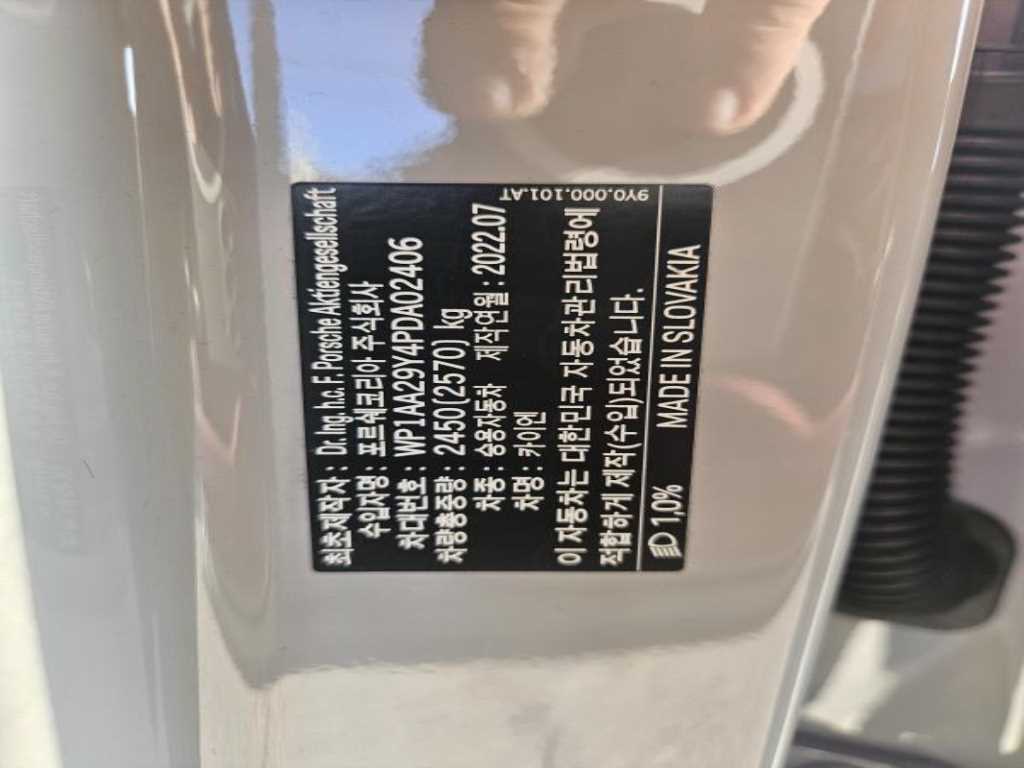 최초제작자 : Dr. Ing. h.c. F. Porsche Aktiengesellschaft
수입자명 : 포르쉐코리아 주식회사
차대번호 : WP1AA29Y4PDA02406
차량총중량 : 2450(2570) kg
차종 : 승용자동차 제작연월 : 2022.07
차명 : 카이엔
이 자동차는 대한민국 자동차관리법령에
적합하게 제작(수입)되었습니다.
1,0% MADE IN SLOVAKIA
9Y0.000.101.AT